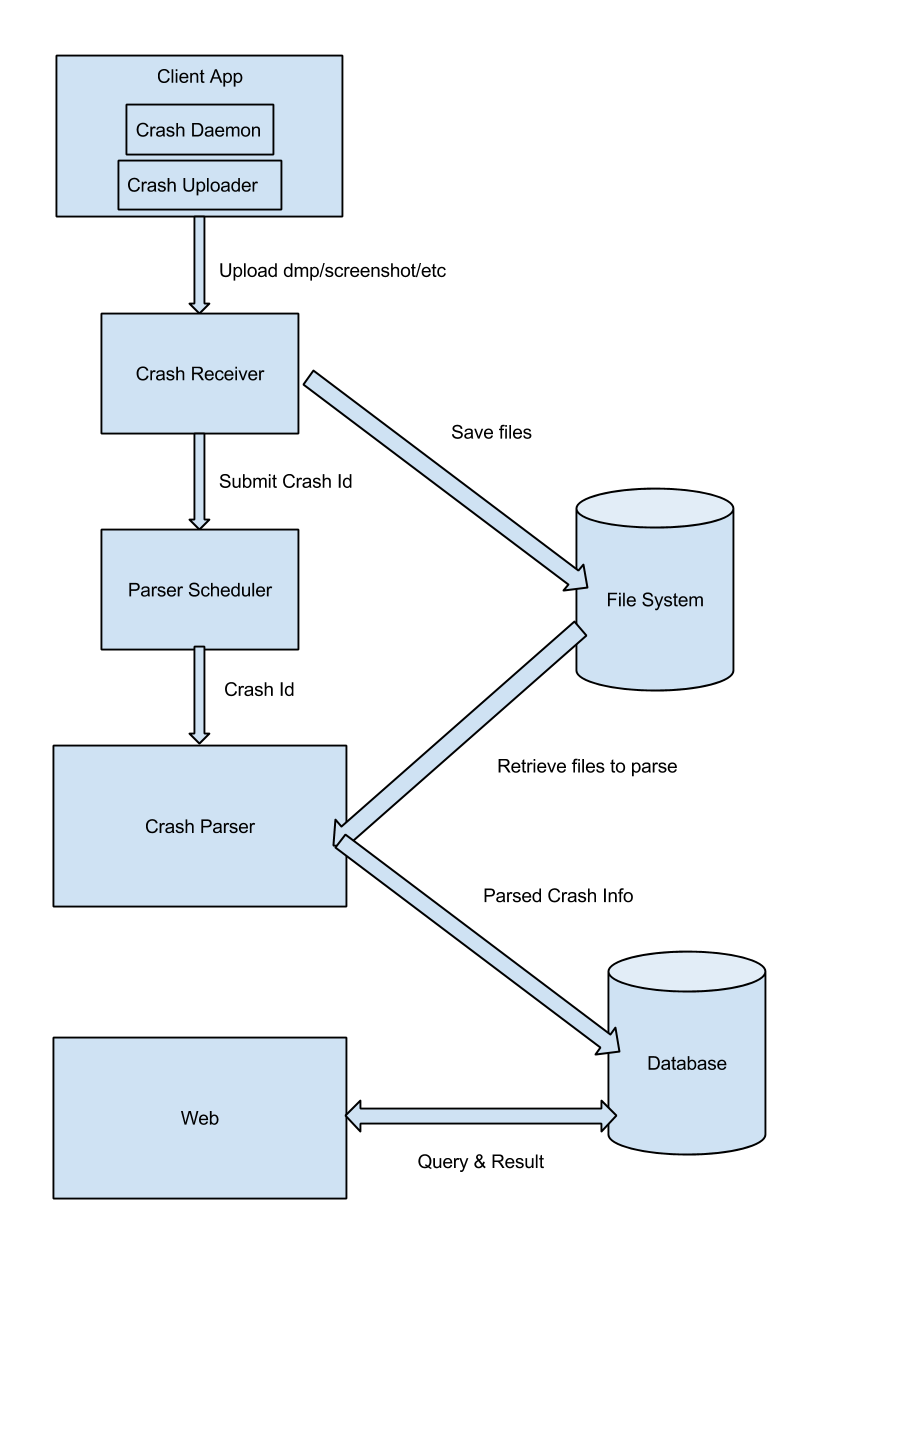 Client App
Crash Daemon
Crash Uploader
Upload dmp/screenshot/etc
Crash Receiver
Save files
Submit Crash Id
Parser Scheduler
File System
Crash Id
Retrieve files to parse
Crash Parser
Parsed Crash Info
Database
Web
Query & Result